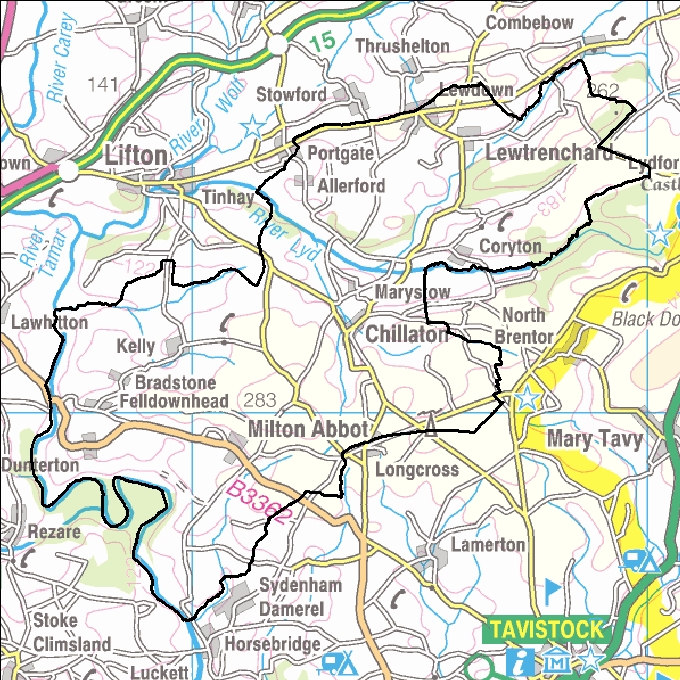 Combebow
River Carey
15
Thrushelton
141
River Wolf
Stowford
Lewdown
262
River
Lifton
Portgate
Lewtrenchard
own
Lydfor
Tinhay
Allerford
Castl
183
River Lyd
River Tamar
Coryton
Marystow
Lawhitton
North
Brentor
Chillaton
Black Do
Kelly
Bradstone
Felldownhead
283
Milton Abbot
Mary Tavy
Dunterton
Longcross
B3362
Rezare
Lamerton
Sydenham
Damerel
Stoke
Climsland
TAVISTOCK
Horsebridge
Luckett